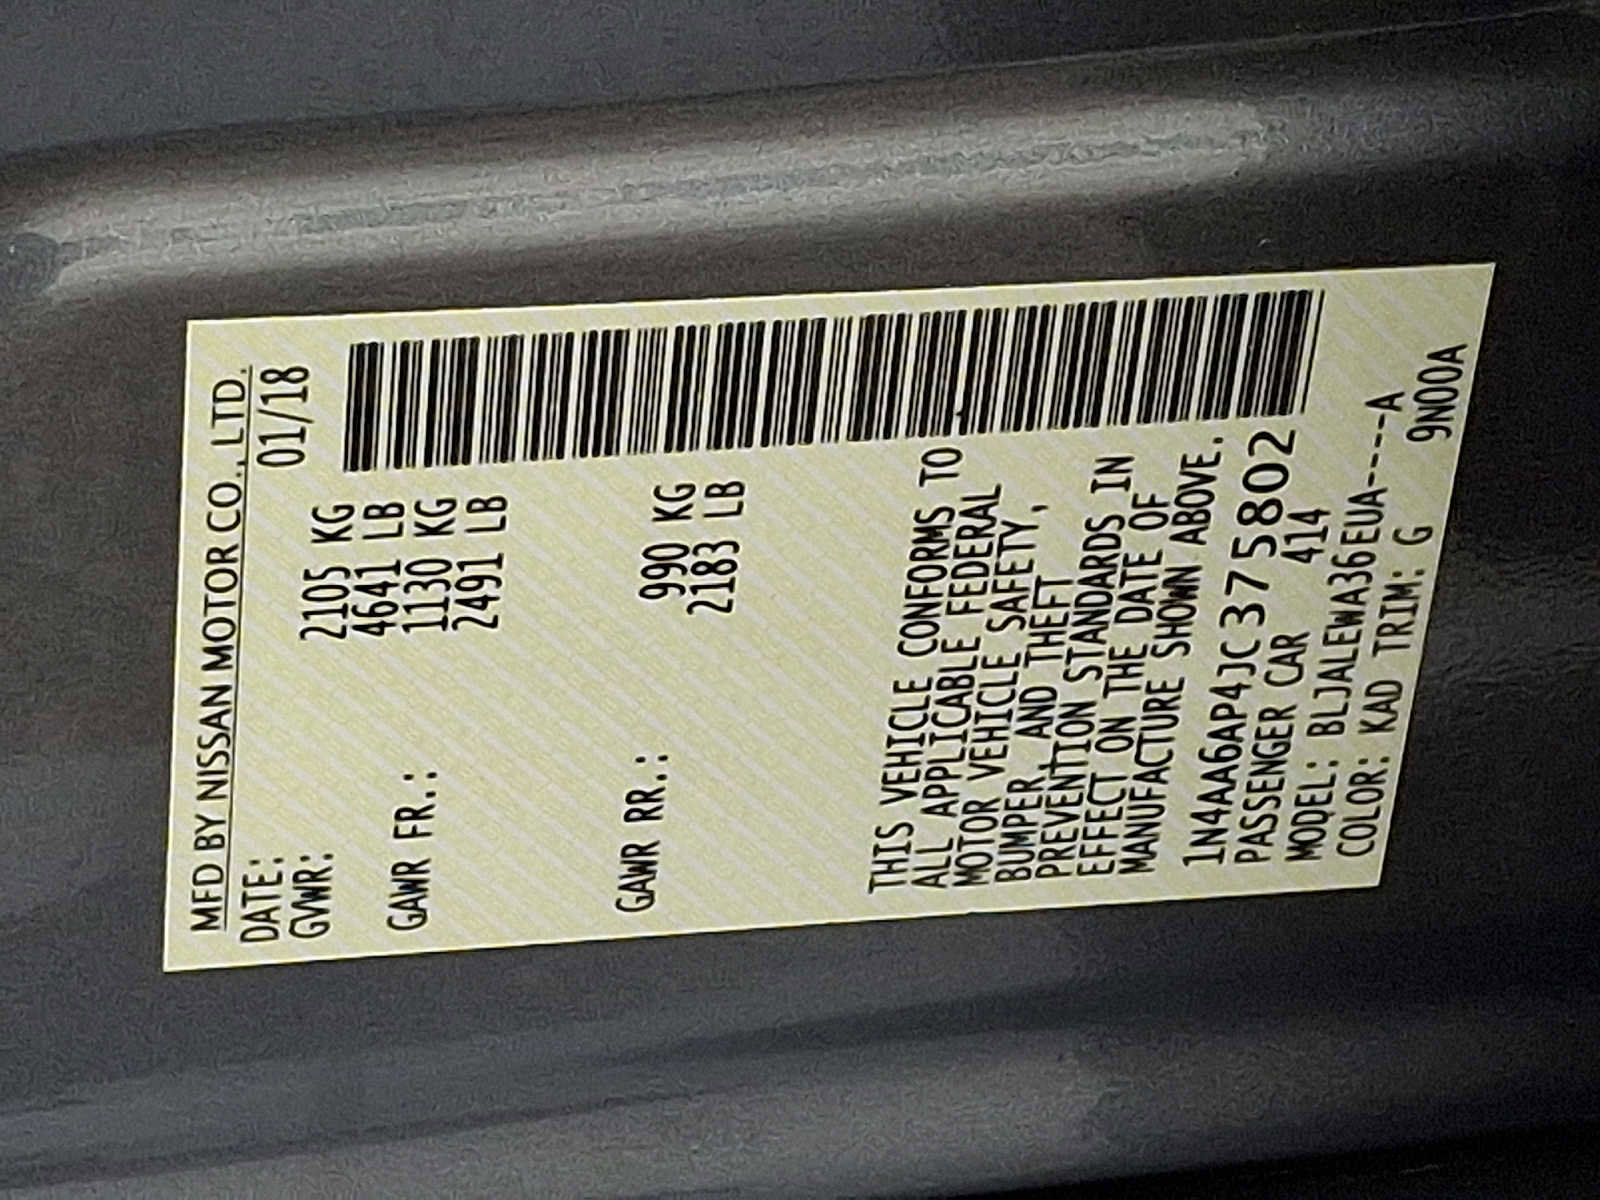 MFD BY NISSAN MOTOR CO., LTD.
DATE: 01/18
GVWR: 2105 KG
4641 LB
GAWR FR.: 1130 KG
2491 LB
GAWR RR.: 990 KG
2183 LB
THIS VEHICLE CONFORMS TO
ALL APPLICABLE FEDERAL
MOTOR VEHICLE SAFETY,
BUMPER, AND THEFT
PREVENTION STANDARDS IN
EFFECT ON THE DATE OF
MANUFACTURE SHOWN ABOVE.
1N4AA6AP4JC375802
PASSENGER CAR 414
MODEL: BLJALEWA36EUA-----A
COLOR: KAD TRIM: G 9N00A